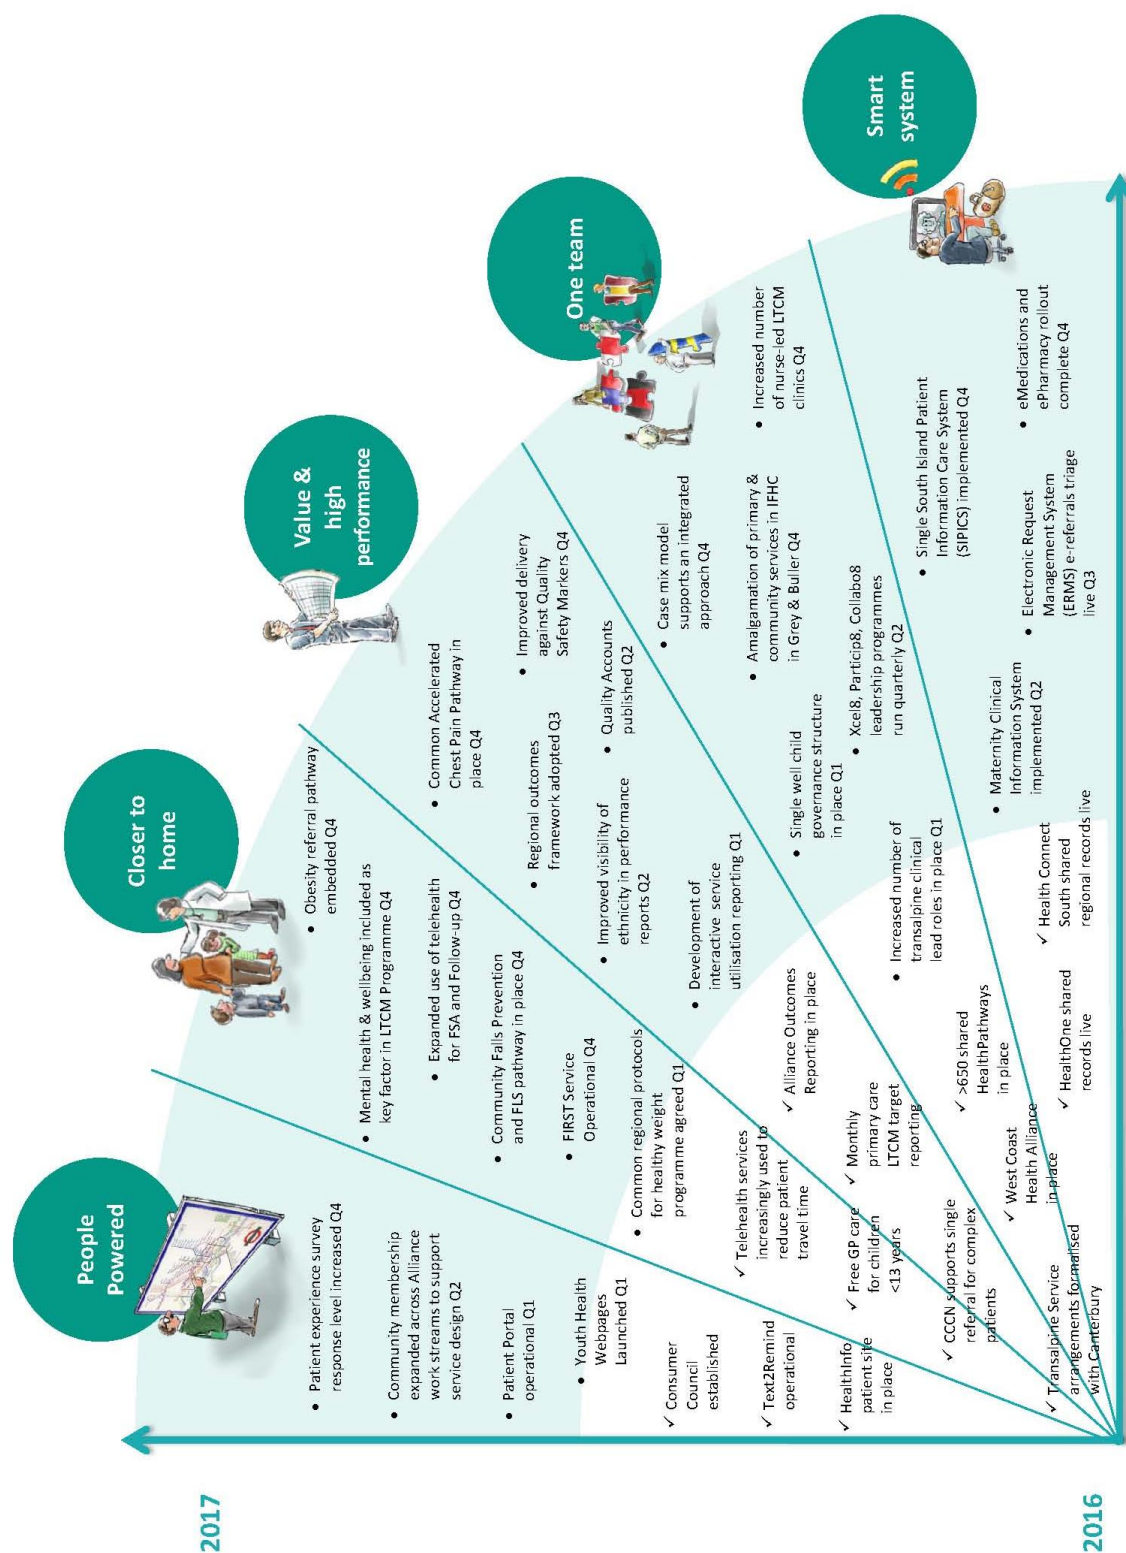 2017
2016
People
Powered
• Patient experience survey
response level increased Q4
• Community membership
expanded across Alliance
work streams to support
service design Q2
• Patient Portal
operational Q1
• Youth Health
Webpages
Launched Q1
✓ Consumer
Council
established
✓ Text2Remind
operational
✓ HealthInfo
patient site
in place
Closer to
home
• Obesity referral pathway
embedded Q4
• Mental health & wellbeing included as
key factor in LTCM Programme Q4
• Expanded use of telehealth
for FSA and Follow-up Q4
• Community Falls Prevention
and FLS pathway in place Q4
• FIRST Service
Operational Q4
• Common regional protocols
for healthy weight
programme agreed Q1
✓ Telehealth services
increasingly used to
reduce patient
travel time
✓ Free GP care
for children
<13 years
✓ CCCN supports single
referral for complex
patients
Value &
high
performance
• Common Accelerated
Chest Pain Pathway in
place Q4
• Improved delivery
against Quality
Safety Markers Q4
• Regional outcomes
framework adopted Q3
• Quality Accounts
published Q2
• Improved visibility of
ethnicity in performance
reports Q2
• Development of
interactive service
utilisation reporting Q1
✓ Alliance Outcomes
Reporting in place
✓ Monthly
primary care
LTCM target
reporting
One team
• Increased number
of nurse-led LTCM
clinics Q4
• Case mix model
supports an integrated
approach Q4
• Amalgamation of primary &
community services in IFHC
in Grey & Buller Q4
• Single well child
governance structure
in place Q1
• Xcel8, Particip8, Collabo8
leadership programmes
run quarterly Q2
• Increased number of
transalpine clinical
lead roles in place Q1
✓ >650 shared
HealthPathways
in place
✓ West Coast
Health Alliance
in place
✓ Transalpine Service
arrangements formalised
with Canterbury
Smart
system
• Single South Island Patient
Information Care System
(SIPICS) implemented Q4
• eMedications and
ePharmacy rollout
complete Q4
• Electronic Request
Management System
(ERMS) e-referrals triage
live Q3
• Maternity Clinical
Information System
implemented Q2
✓ Health Connect
South shared
regional records live
✓ HealthOne shared
records live